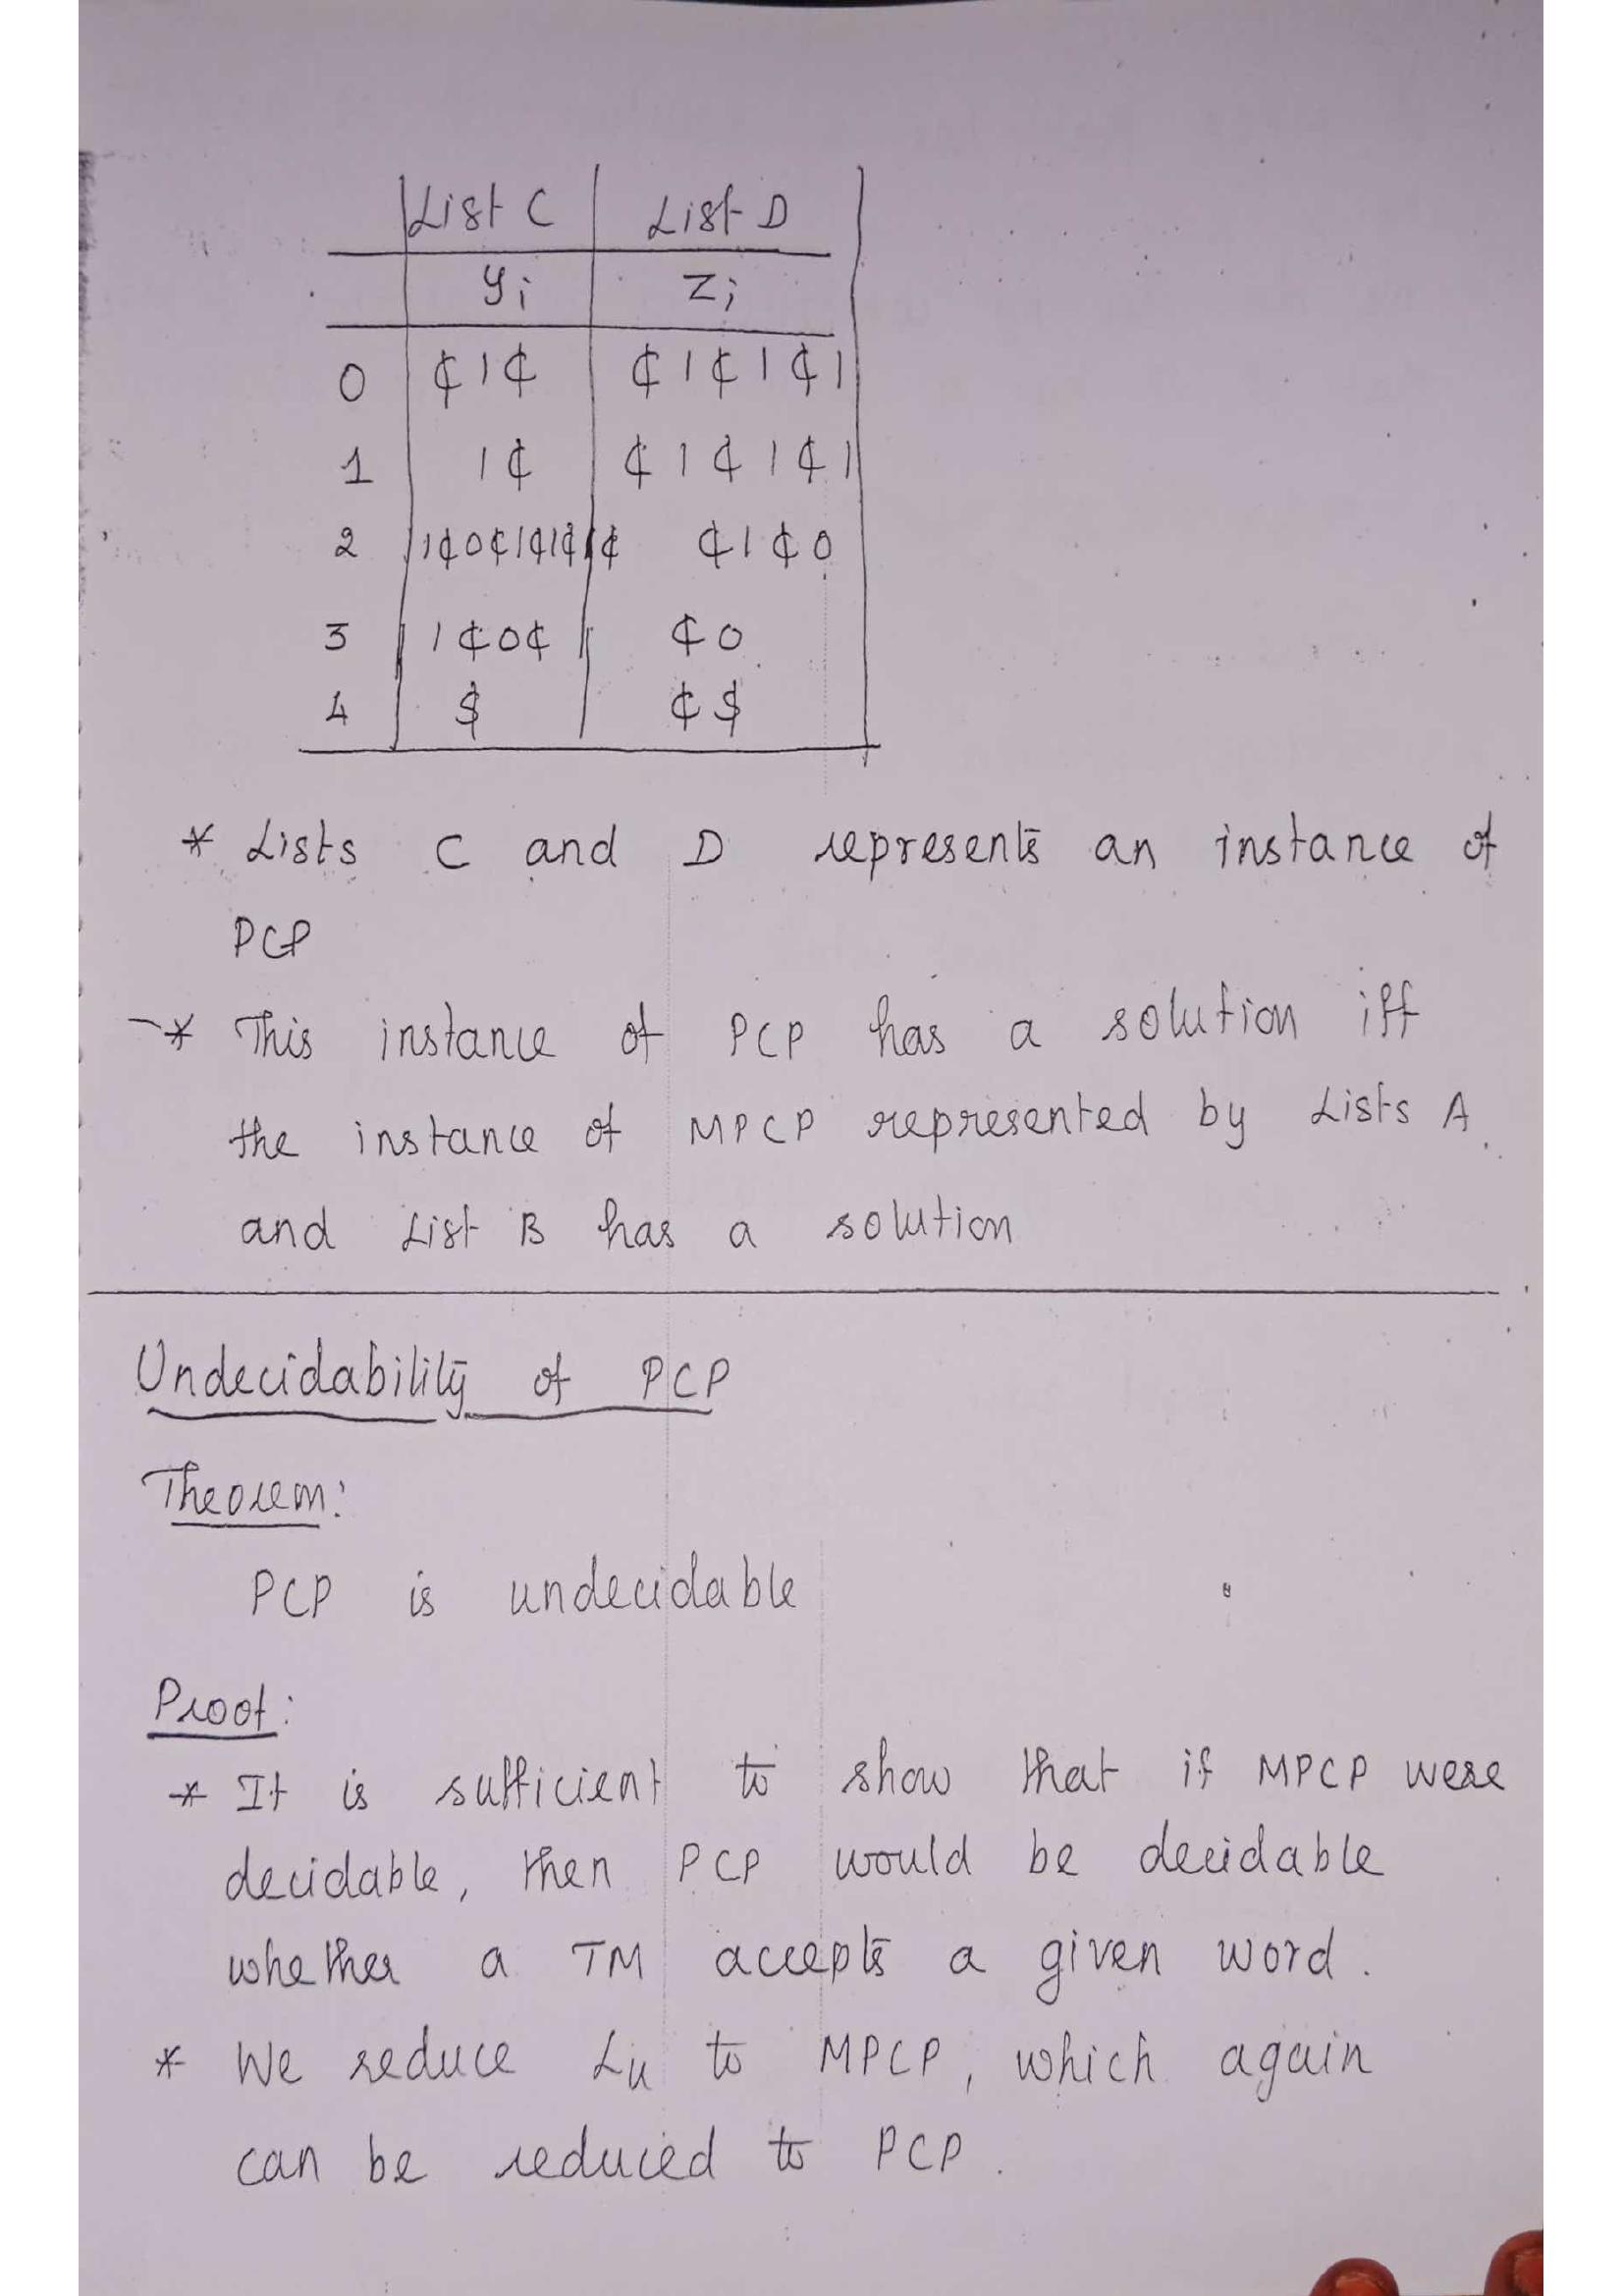 List C List D
yi zi
0 ¢1¢ ¢1¢1¢1
1 1¢ ¢1¢1¢1
2 1¢0¢1¢1¢1¢ ¢1¢0
3 1¢0¢ ¢0
4 $ ¢$
* Lists C and D represents an instance of
PCP
* This instance of PCP has a solution iff
the instance of MPCP represented by Lists A
and List B has a solution
Undecidability of PCP
Theorem:
PCP is undecidable
Proof:
* It is sufficient to show that if MPCP were
decidable, then PCP would be decidable
whether a TM accepts a given word.
* We reduce Lu to MPCP, which again
can be reduced to PCP.